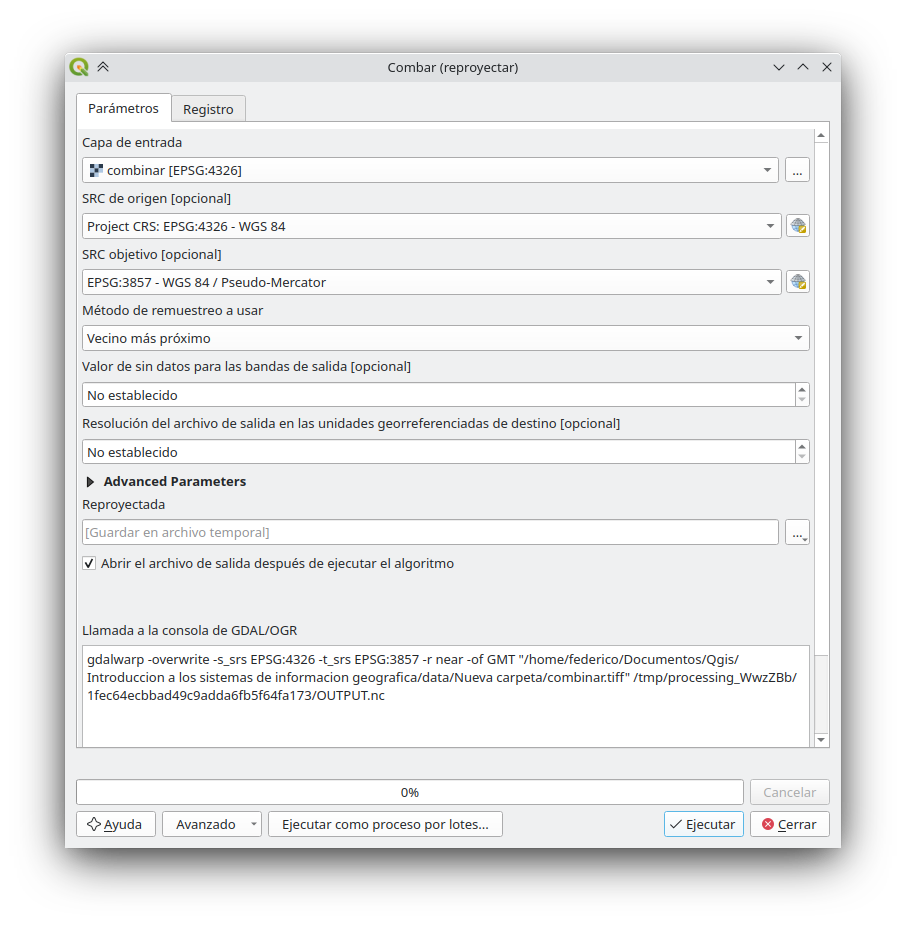 Combar (reproyectar)
Parámetros
Registro
Capa de entrada
combinar [EPSG:4326]
...
SRC de origen [opcional]
Project CRS: EPSG:4326 - WGS 84
SRC objetivo [opcional]
EPSG:3857 - WGS 84 / Pseudo-Mercator
Método de remuestreo a usar
Vecino más próximo
Valor de sin datos para las bandas de salida [opcional]
No establecido
Resolución del archivo de salida en las unidades georreferenciadas de destino [opcional]
No establecido
Advanced Parameters
Reproyectada
[Guardar en archivo temporal]
...
Abrir el archivo de salida después de ejecutar el algoritmo
Llamada a la consola de GDAL/OGR
gdalwarp -overwrite -s_srs EPSG:4326 -t_srs EPSG:3857 -r near -of GMT "/home/federico/Documentos/Qgis/
Introduccion a los sistemas de informacion geografica/data/Nueva carpeta/combinar.tiff" /tmp/processing_WwzZBb/
1fec64ecbbad49c9adda6fb5f64fa173/OUTPUT.nc
0%
Cancelar
Ayuda
Avanzado
Ejecutar como proceso por lotes...
Ejecutar
Cerrar